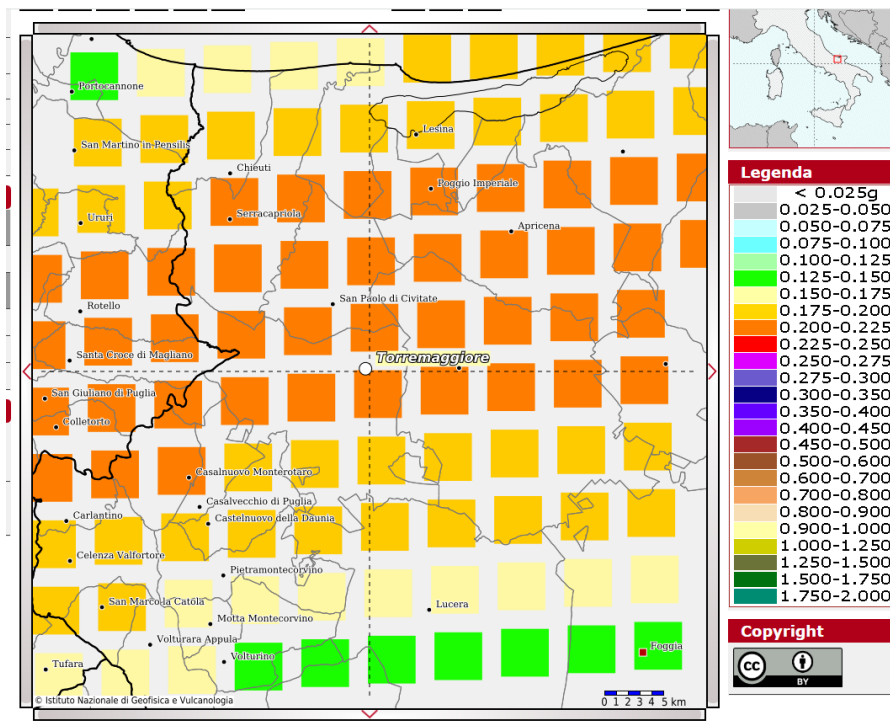 Portocannone
San Martino in Pensilis
Lesina
Chieuti
Poggio Imperiale
Ururi
Serracapriola
Apricena
Rotello
San Paolo di Civitate
Santa Croce di Magliano
Torremaggiore
San Giuliano di Puglia
Colletorto
Casalnuovo Monterotaro
Casalvecchio di Puglia
Carlantino
Castelnuovo della Daunia
Celenza Valfortore
Pietramontecorvino
San Marco la Catola
Lucera
Motta Montecorvino
Volturara Appula
Foggia
Tufara
Volturino
© Istituto Nazionale di Geofisica e Vulcanologia
0 1 2 3 4 5 km
Legenda
< 0.025g
0.025-0.050
0.050-0.075
0.075-0.100
0.100-0.125
0.125-0.150
0.150-0.175
0.175-0.200
0.200-0.225
0.225-0.250
0.250-0.275
0.275-0.300
0.300-0.350
0.350-0.400
0.400-0.450
0.450-0.500
0.500-0.600
0.600-0.700
0.700-0.800
0.800-0.900
0.900-1.000
1.000-1.250
1.250-1.500
1.500-1.750
1.750-2.000
Copyright
cc
BY